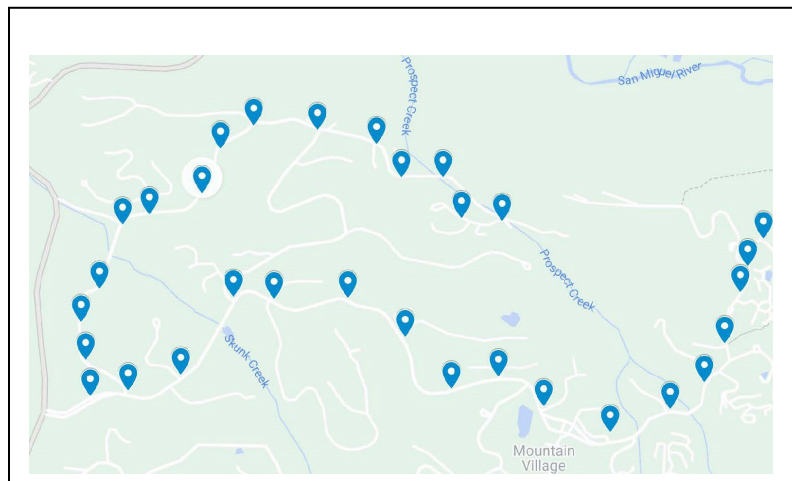 San Miguel River
Prospect Creek
Prospect Creek
Skunk Creek
Mountain
Village